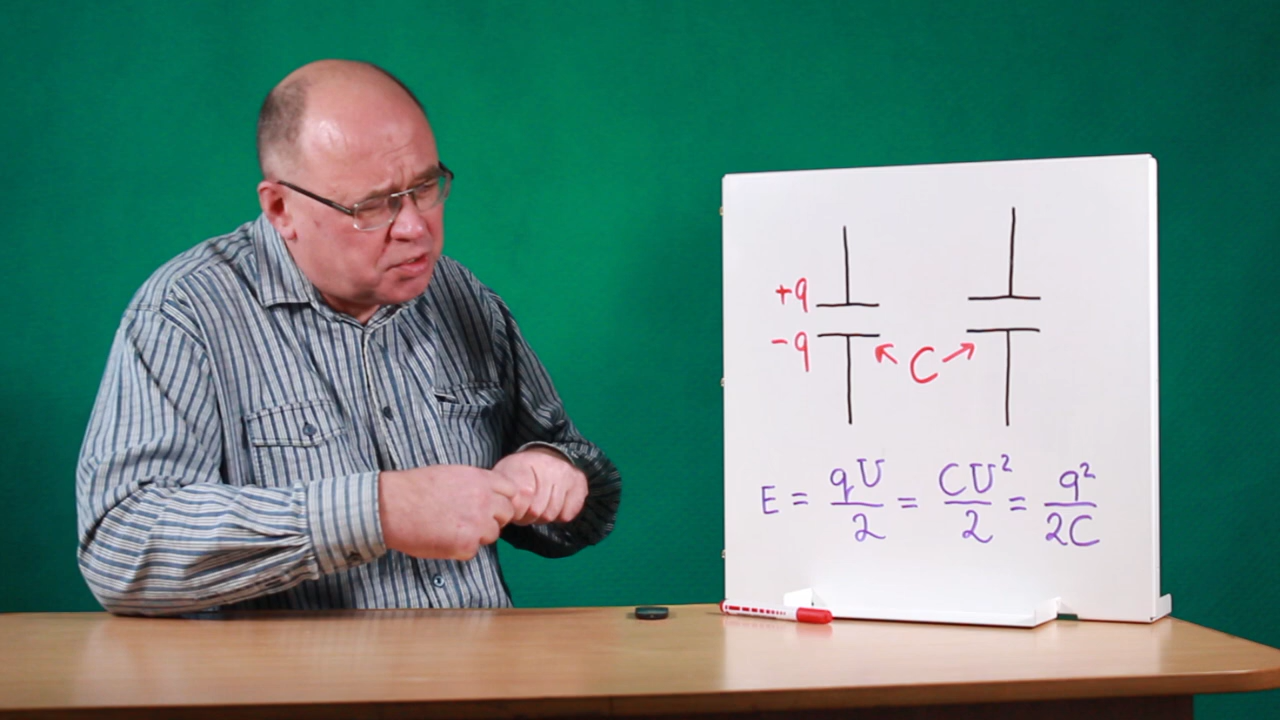 +q
-q
C
E = qU/2 = CU²/2 = q²/2C